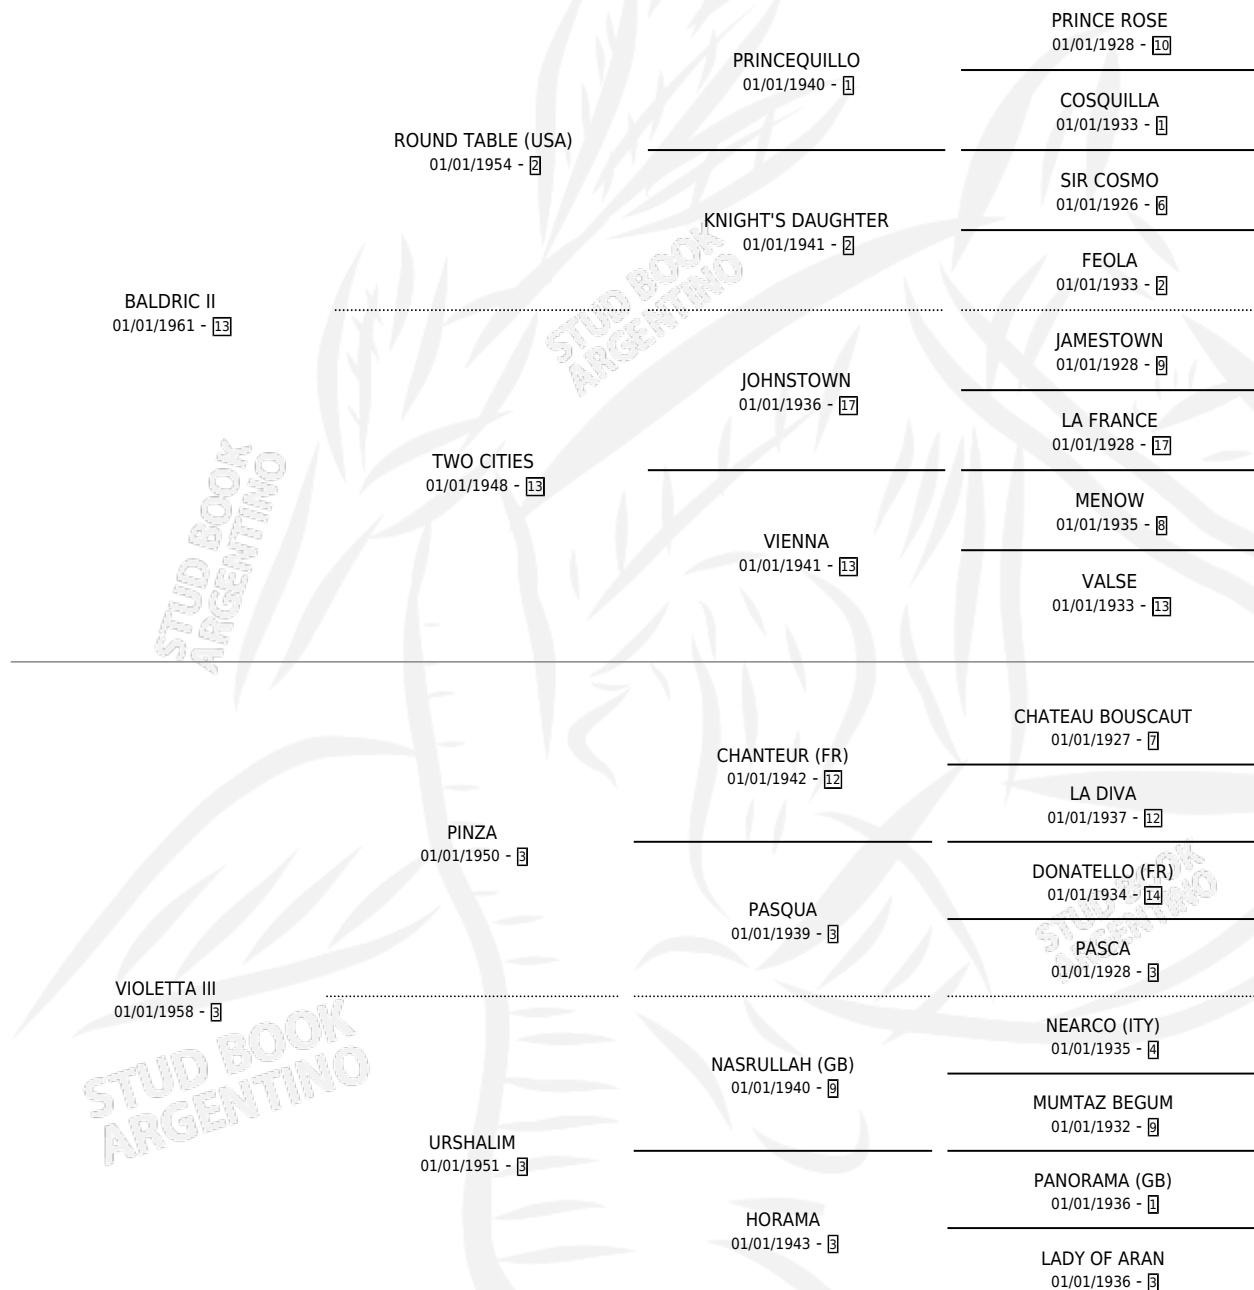 PRINCE ROSE
01/01/1928 - 10
PRINCEQUILLO
01/01/1940 - 1
COSQUILLA
01/01/1933 - 1
ROUND TABLE (USA)
01/01/1954 - 2
SIR COSMO
01/01/1926 - 6
KNIGHT'S DAUGHTER
01/01/1941 - 2
FEOLA
01/01/1933 - 2
BALDRIC II
01/01/1961 - 13
JAMESTOWN
01/01/1928 - 9
JOHNSTOWN
01/01/1936 - 17
LA FRANCE
01/01/1928 - 17
TWO CITIES
01/01/1948 - 13
MENOW
01/01/1935 - 8
VIENNA
01/01/1941 - 13
VALSE
01/01/1933 - 13
CHATEAU BOUSCAUT
01/01/1927 - 7
CHANTEUR (FR)
01/01/1942 - 12
LA DIVA
01/01/1937 - 12
PINZA
01/01/1950 - 3
DONATELLO (FR)
01/01/1934 - 14
PASQUA
01/01/1939 - 3
PASCA
01/01/1928 - 3
VIOLETTA III
01/01/1958 - 3
NEARCO (ITY)
01/01/1935 - 4
NASRULLAH (GB)
01/01/1940 - 9
MUMTAZ BEGUM
01/01/1932 - 9
URSHALIM
01/01/1951 - 3
PANORAMA (GB)
01/01/1936 - 1
HORAMA
01/01/1943 - 3
LADY OF ARAN
01/01/1936 - 3
STUD BOOK
ARGENTINO
STUD BOOK
ARGENTINO
STUD BOOK
ARGENTINO
STUD BOOK
ARGENTINO